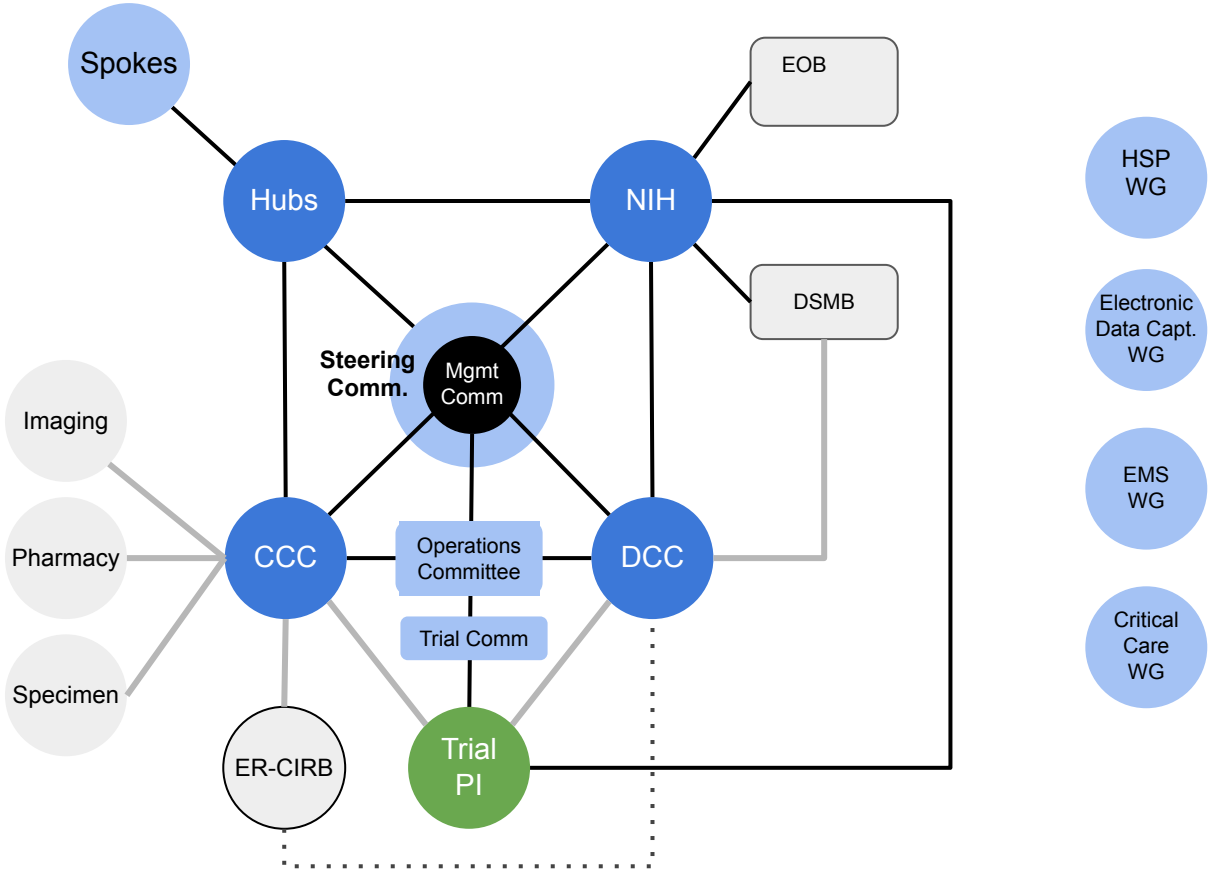 Spokes
EOB
Hubs
NIH
HSP
WG
DSMB
Electronic
Data Capt.
WG
Steering
Comm.
Mgmt
Comm
Imaging
EMS
WG
Pharmacy
CCC
Operations
Committee
DCC
Trial Comm
Critical
Care
WG
Specimen
ER-CIRB
Trial
PI